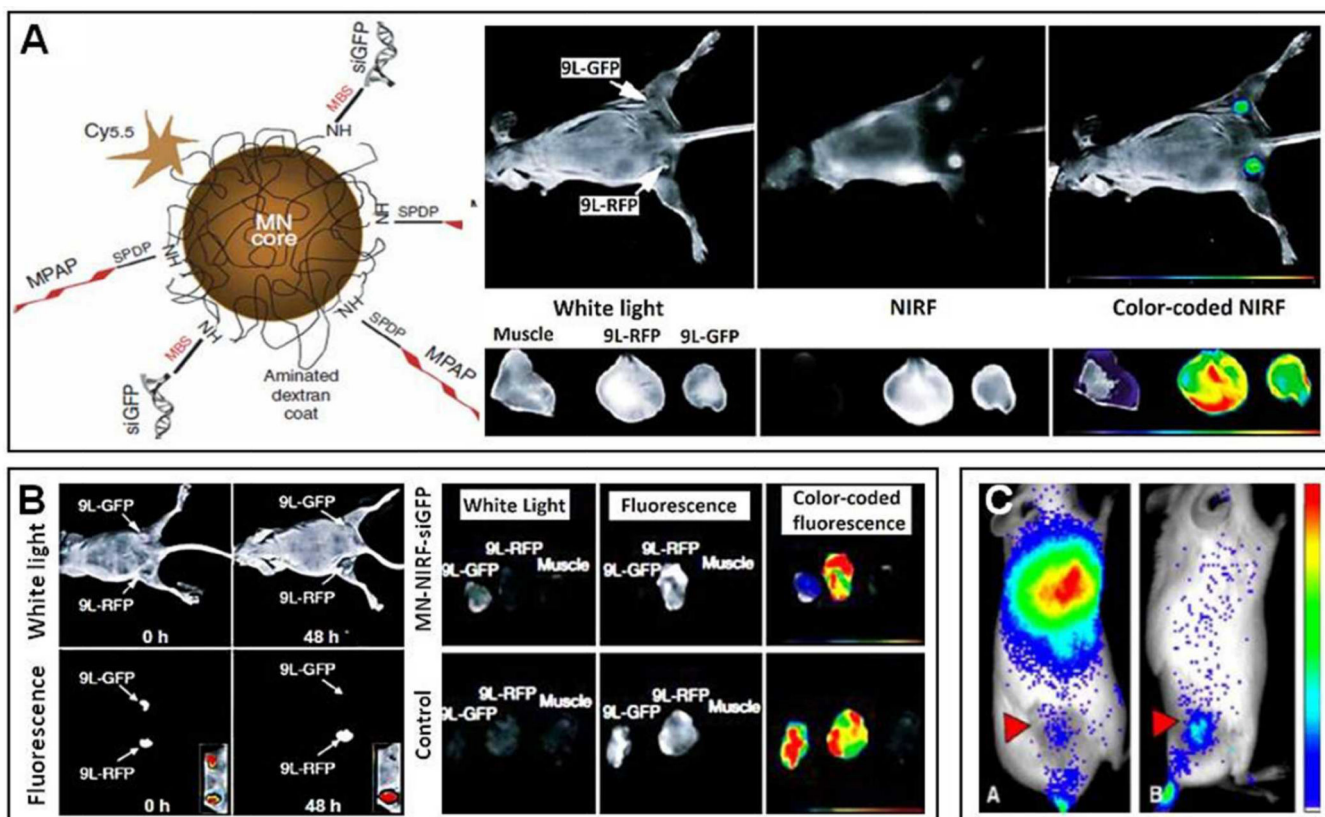 A
siGFP
MBS
Cy5.5
NH
MN
core
NH
SPDP
SPDP
MPAP
NH
NH
SPDP
MPAP
NH
MBS
siGFP
Aminated
dextran
coat
9L-GFP
9L-RFP
White light
NIRF
Color-coded NIRF
Muscle
9L-RFP
9L-GFP
B
White light
9L-GFP
9L-RFP
0 h
9L-GFP
9L-RFP
48 h
Fluorescence
9L-GFP
9L-RFP
0 h
9L-GFP
9L-RFP
48 h
MN-NIRF-siGFP
White Light
Fluorescence
Color-coded
fluorescence
9L-RFP
9L-GFP
Muscle
9L-RFP
9L-GFP
Muscle
Control
9L-RFP
9L-GFP
Muscle
9L-RFP
9L-GFP
Muscle
C
A
B